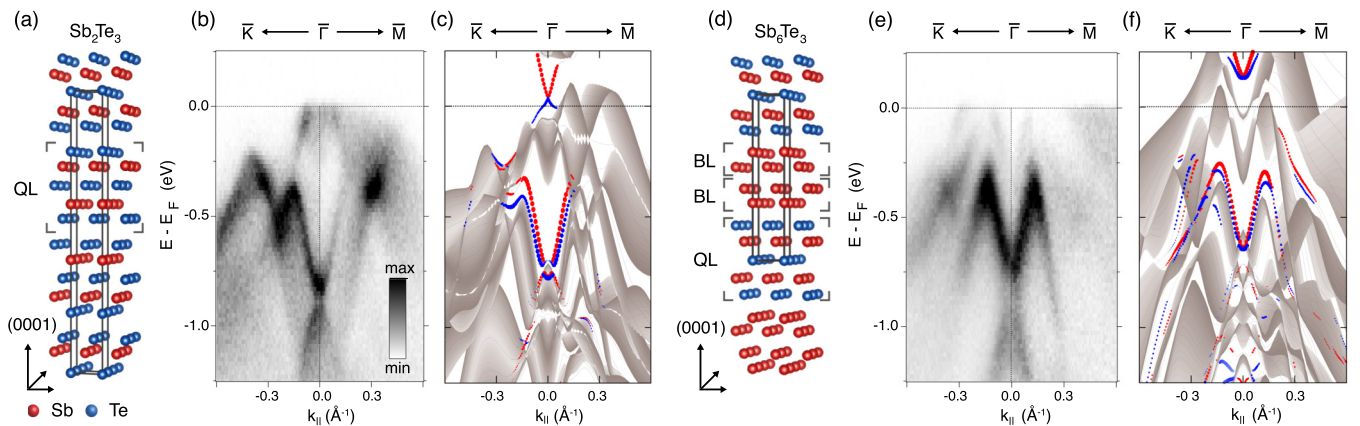 (a)
Sb2Te3
QL
(0001)
Sb
Te
(b)
K̅ ← Γ̅ → M̅
E - E_F (eV)
0.0
-0.5
-1.0
max
min
-0.3 0.0 0.3
k|| (Å-1)
(c)
K̅ ← Γ̅ → M̅
-0.3 0.0 0.3
k|| (Å-1)
(d)
Sb6Te3
BL
BL
QL
(0001)
(e)
K̅ ← Γ̅ → M̅
E - E_F (eV)
0.0
-0.5
-1.0
-0.3 0.0 0.3
k|| (Å-1)
(f)
K̅ ← Γ̅ → M̅
-0.3 0.0 0.3
k|| (Å-1)